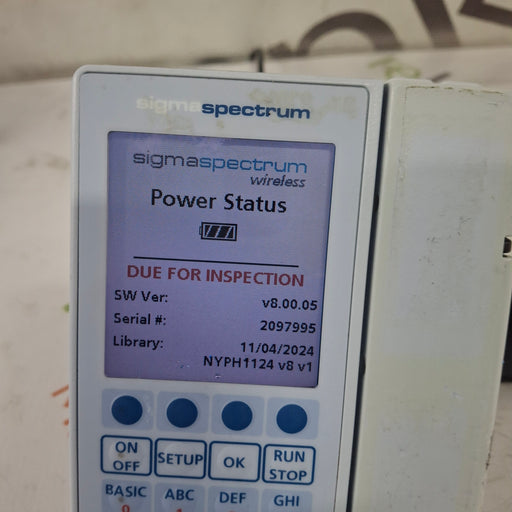 sigmaspectrum
sigmaspectrum
wireless
Power Status
DUE FOR INSPECTION
SW Ver: v8.00.05
Serial #: 2097995
Library: 11/04/2024
NYPH1124 v8 v1
ON OFF SETUP OK RUN STOP
BASIC ABC DEF GHI